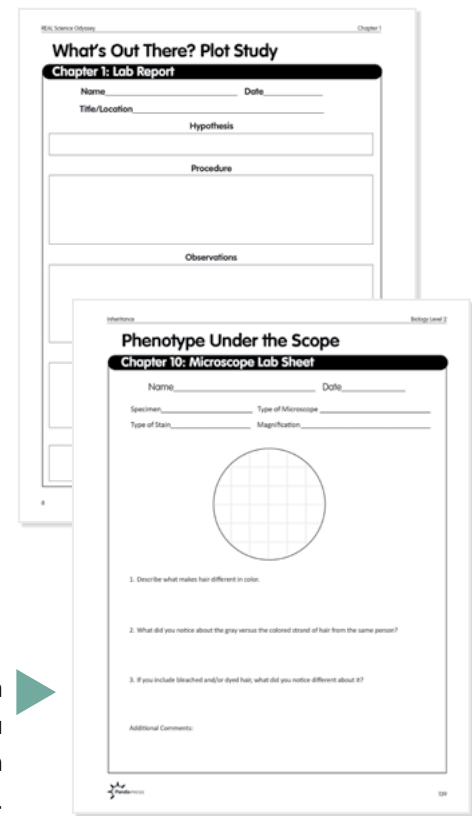 REAL Science Odyssey Chapter 1
What's Out There? Plot Study
Chapter 1: Lab Report
Name Date
Title/Location
Hypothesis
Procedure
Observations
8
Inheritance Biology Level 2
Phenotype Under the Scope
Chapter 10: Microscope Lab Sheet
Name Date
Specimen Type of Microscope
Type of Stain Magnification
1. Describe what makes hair different in color.
2. What did you notice about the gray versus the colored strand of hair from the same person?
3. If you include bleached and/or dyed hair, what did you notice different about it?
Additional Comments:
Pandia PRESS 139